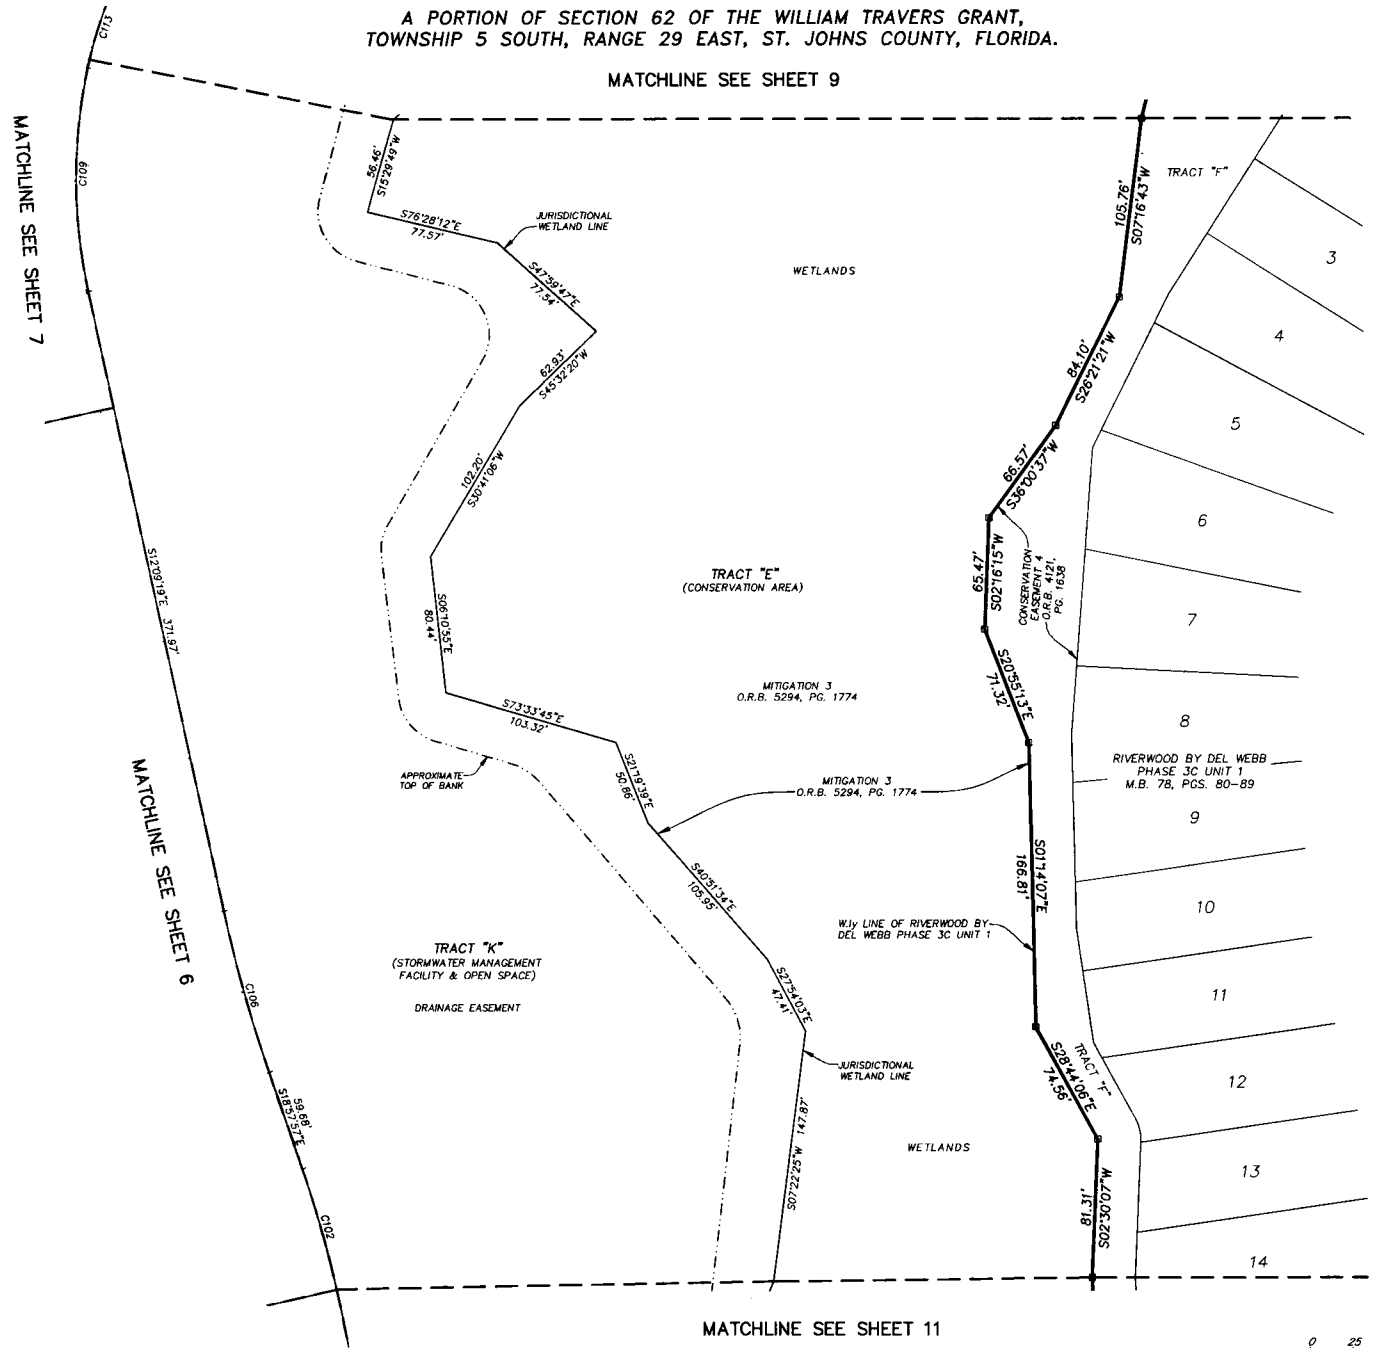 A PORTION OF SECTION 62 OF THE WILLIAM TRAVERS GRANT,
TOWNSHIP 5 SOUTH, RANGE 29 EAST, ST. JOHNS COUNTY, FLORIDA.
MATCHLINE SEE SHEET 9
C113
MATCHLINE SEE SHEET 7
C109
56.46'
S15°29'49"W
S76°28'12"E
77.57'
JURISDICTIONAL
WETLAND LINE
S47°59'47"E
77.54'
WETLANDS
105.76'
S07°16'43"W
TRACT "F"
3
62.93'
S45°32'20"W
84.10'
S26°21'21"W
4
5
102.20'
S30°41'06"W
66.57'
S36°00'37"W
6
S12°09'19"E 371.97'
S06°10'55"E
80.44'
TRACT "E"
(CONSERVATION AREA)
65.47'
S02°16'15"W
CONSERVATION
EASEMENT 4
O.R.B. 4121,
PG. 1638
7
S20°55'13"E
71.32'
MITIGATION 3
O.R.B. 5294, PG. 1774
S73°33'45"E
103.32'
8
APPROXIMATE
TOP OF BANK
S21°19'39"E
50.86'
MITIGATION 3
O.R.B. 5294, PG. 1774
RIVERWOOD BY DEL WEBB
PHASE 3C UNIT 1
M.B. 78, PGS. 80-89
9
MATCHLINE SEE SHEET 6
S40°51'34"E
105.95'
S01°14'07"E
166.81'
10
W.ly LINE OF RIVERWOOD BY
DEL WEBB PHASE 3C UNIT 1
TRACT "K"
(STORMWATER MANAGEMENT
FACILITY & OPEN SPACE)
DRAINAGE EASEMENT
C106
S27°54'03"E
47.41'
11
JURISDICTIONAL
WETLAND LINE
S28°44'06"E
74.56'
TRACT "F"
12
59.68'
S18°57'57"E
S07°22'25"W 147.87'
WETLANDS
13
C102
81.31'
S02°30'07"W
14
MATCHLINE SEE SHEET 11
0 25